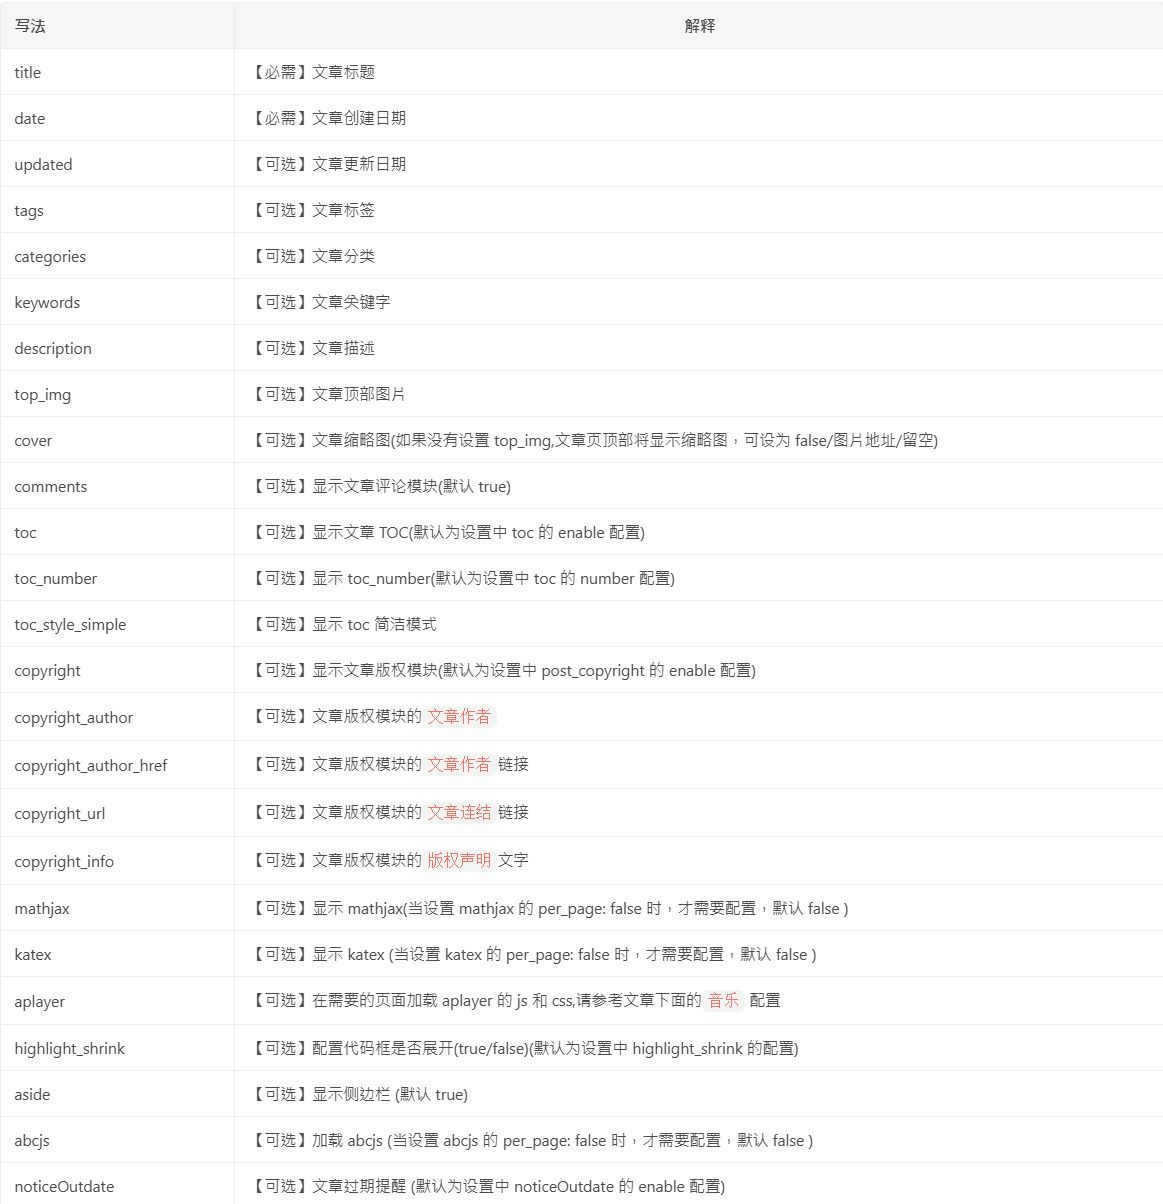 写法 解释
title 【必需】文章标题
date 【必需】文章创建日期
updated 【可选】文章更新日期
tags 【可选】文章标签
categories 【可选】文章分类
keywords 【可选】文章关键字
description 【可选】文章描述
top_img 【可选】文章顶部图片
cover 【可选】文章缩略图(如果没有设置 top_img,文章页顶部将显示缩略图，可设为 false/图片地址/留空)
comments 【可选】显示文章评论模块(默认 true)
toc 【可选】显示文章 TOC(默认为设置中 toc 的 enable 配置)
toc_number 【可选】显示 toc_number(默认为设置中 toc 的 number 配置)
toc_style_simple 【可选】显示 toc 简洁模式
copyright 【可选】显示文章版权模块(默认为设置中 post_copyright 的 enable 配置)
copyright_author 【可选】文章版权模块的 文章作者
copyright_author_href 【可选】文章版权模块的 文章作者 链接
copyright_url 【可选】文章版权模块的 文章连结 链接
copyright_info 【可选】文章版权模块的 版权声明 文字
mathjax 【可选】显示 mathjax(当设置 mathjax 的 per_page: false 时，才需要配置，默认 false )
katex 【可选】显示 katex (当设置 katex 的 per_page: false 时，才需要配置，默认 false )
aplayer 【可选】在需要的页面加载 aplayer 的 js 和 css,请参考文章下面的 音乐 配置
highlight_shrink 【可选】配置代码框是否展开(true/false)(默认为设置中 highlight_shrink 的配置)
aside 【可选】显示侧边栏 (默认 true)
abcjs 【可选】加载 abcjs (当设置 abcjs 的 per_page: false 时，才需要配置，默认 false )
noticeOutdate 【可选】文章过期提醒 (默认为设置中 noticeOutdate 的 enable 配置)